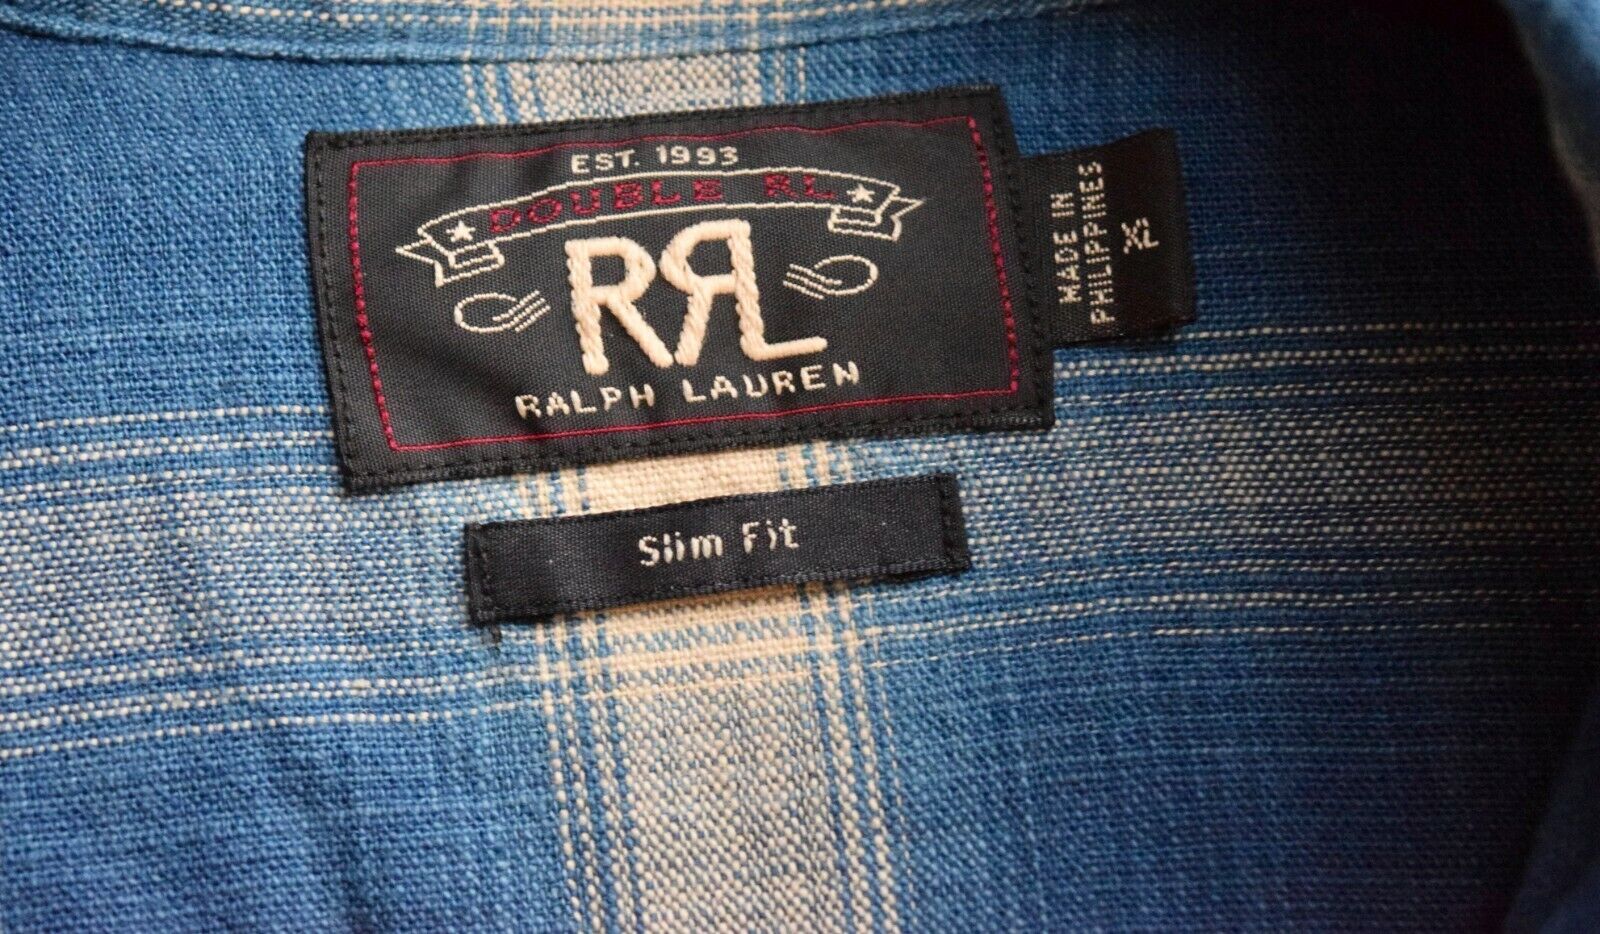 EST. 1993
DOUBLE RL
RRL
RALPH LAUREN
MADE IN
PHILIPPINES
XL
Slim Fit